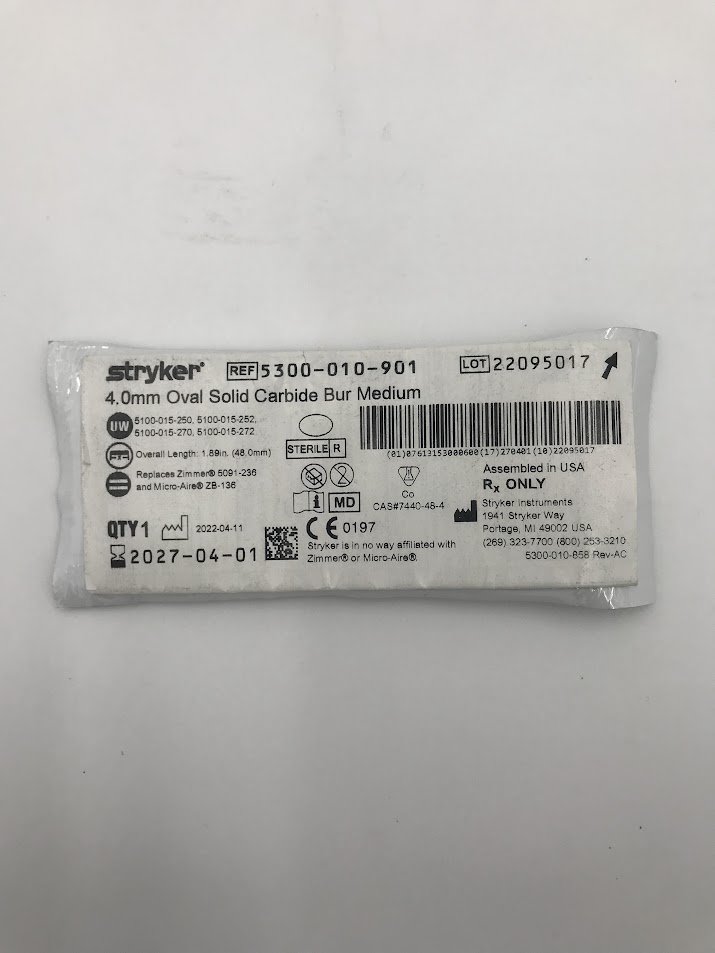 stryker® REF 5300-010-901 LOT 22095017
4.0mm Oval Solid Carbide Bur Medium
UW 5100-015-250, 5100-015-252,
5100-015-270, 5100-015-272
Overall Length: 1.89in. (48.0mm)
Replaces Zimmer® 5091-236
and Micro-Aire® ZB-136
STERILE R
(01)07613153000600(17)270401(10)22095017
2
MD
Co
CAS#7440-48-4
Assembled in USA
Rx ONLY
Stryker Instruments
1941 Stryker Way
Portage, MI 49002 USA
(269) 323-7700 (800) 253-3210
5300-010-858 Rev-AC
QTY 1 2022-04-11
2027-04-01
CE 0197
Stryker is in no way affiliated with
Zimmer® or Micro-Aire®.